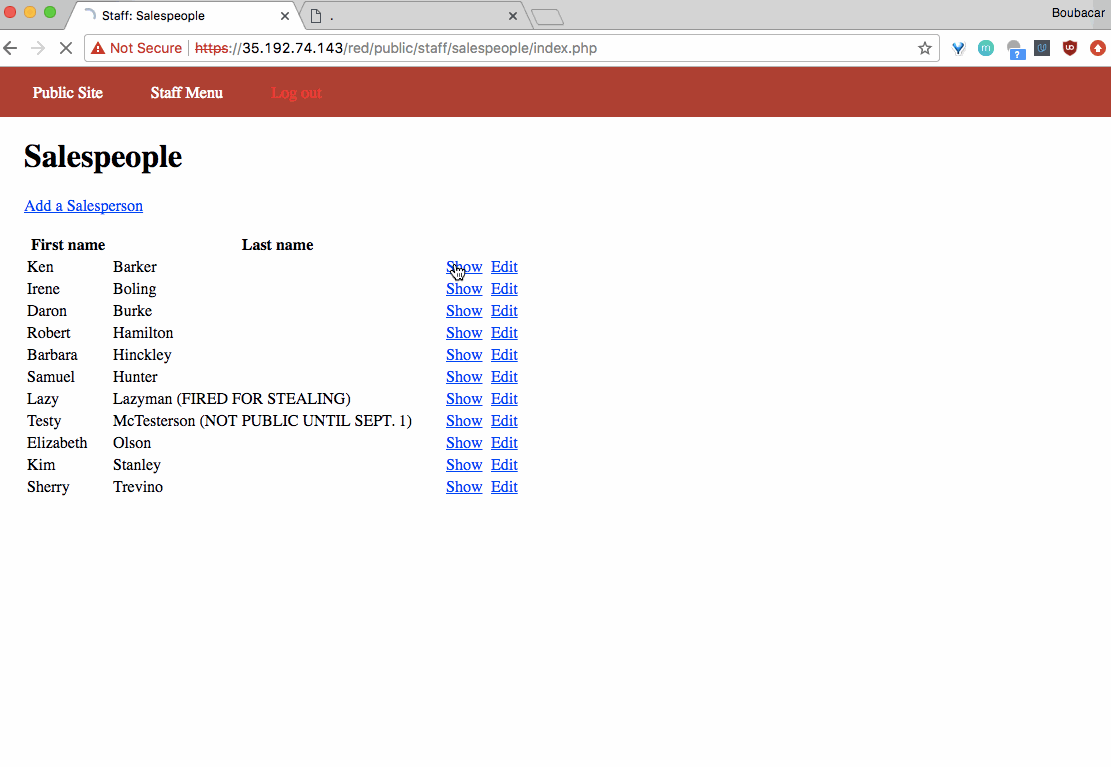 Staff: Salespeople
.
Boubacar
Not Secure https://35.192.74.143/red/public/staff/salespeople/index.php
Public Site Staff Menu Log out
Salespeople
Add a Salesperson
First name Last name
Ken Barker Show Edit
Irene Boling Show Edit
Daron Burke Show Edit
Robert Hamilton Show Edit
Barbara Hinckley Show Edit
Samuel Hunter Show Edit
Lazy Lazyman (FIRED FOR STEALING) Show Edit
Testy McTesterson (NOT PUBLIC UNTIL SEPT. 1) Show Edit
Elizabeth Olson Show Edit
Kim Stanley Show Edit
Sherry Trevino Show Edit